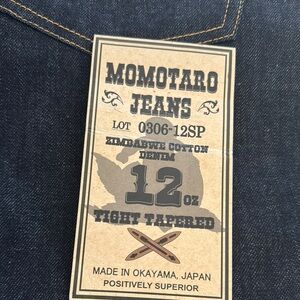 MOMOTARO
JEANS
LOT 0306-12SP
ZIMBABWE COTTON
DENIM
12 OZ
TIGHT TAPERED
MADE IN OKAYAMA, JAPAN
POSITIVELY SUPERIOR